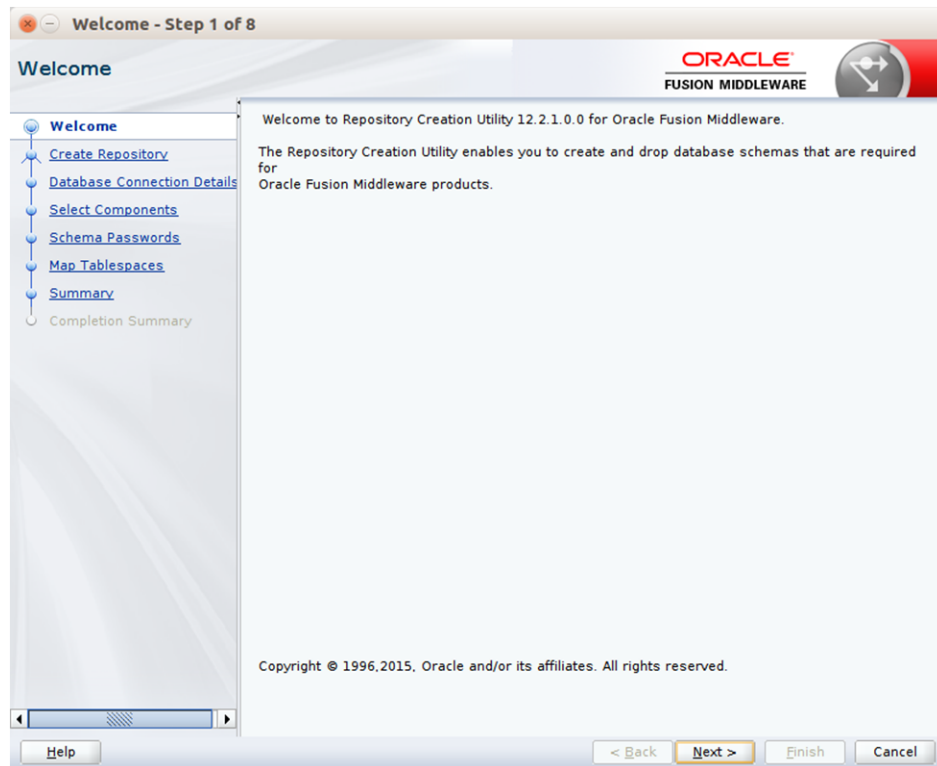 Welcome - Step 1 of 8
Welcome
ORACLE
FUSION MIDDLEWARE
Welcome
Create Repository
Database Connection Details
Select Components
Schema Passwords
Map Tablespaces
Summary
Completion Summary
Welcome to Repository Creation Utility 12.2.1.0.0 for Oracle Fusion Middleware.
The Repository Creation Utility enables you to create and drop database schemas that are required
for
Oracle Fusion Middleware products.
Copyright © 1996,2015, Oracle and/or its affiliates. All rights reserved.
Help
< Back
Next >
Finish
Cancel